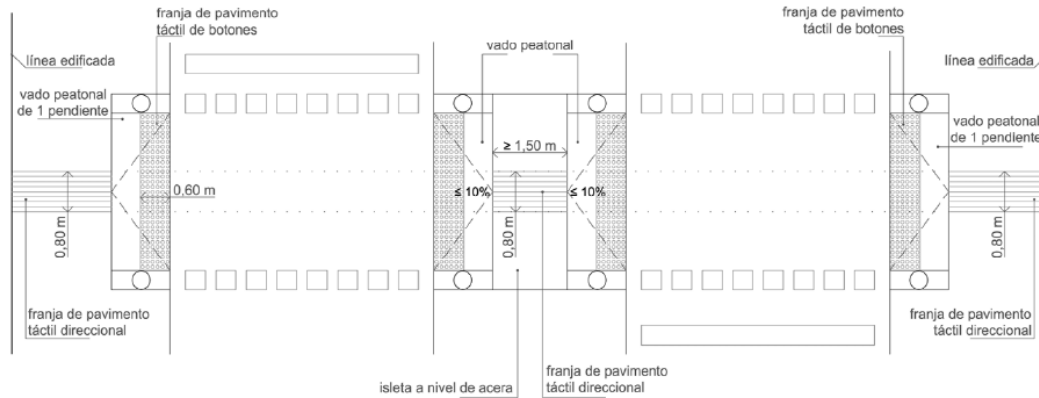 franja de pavimento
táctil de botones
franja de pavimento
táctil de botones
vado peatonal
línea edificada
línea edificada
vado peatonal
de 1 pendiente
vado peatonal
de 1 pendiente
≥ 1,50 m
0,60 m
≤ 10%
≤ 10%
0,80 m
0,80 m
0,80 m
franja de pavimento
táctil direccional
franja de pavimento
táctil direccional
isleta a nivel de acera
franja de pavimento
táctil direccional